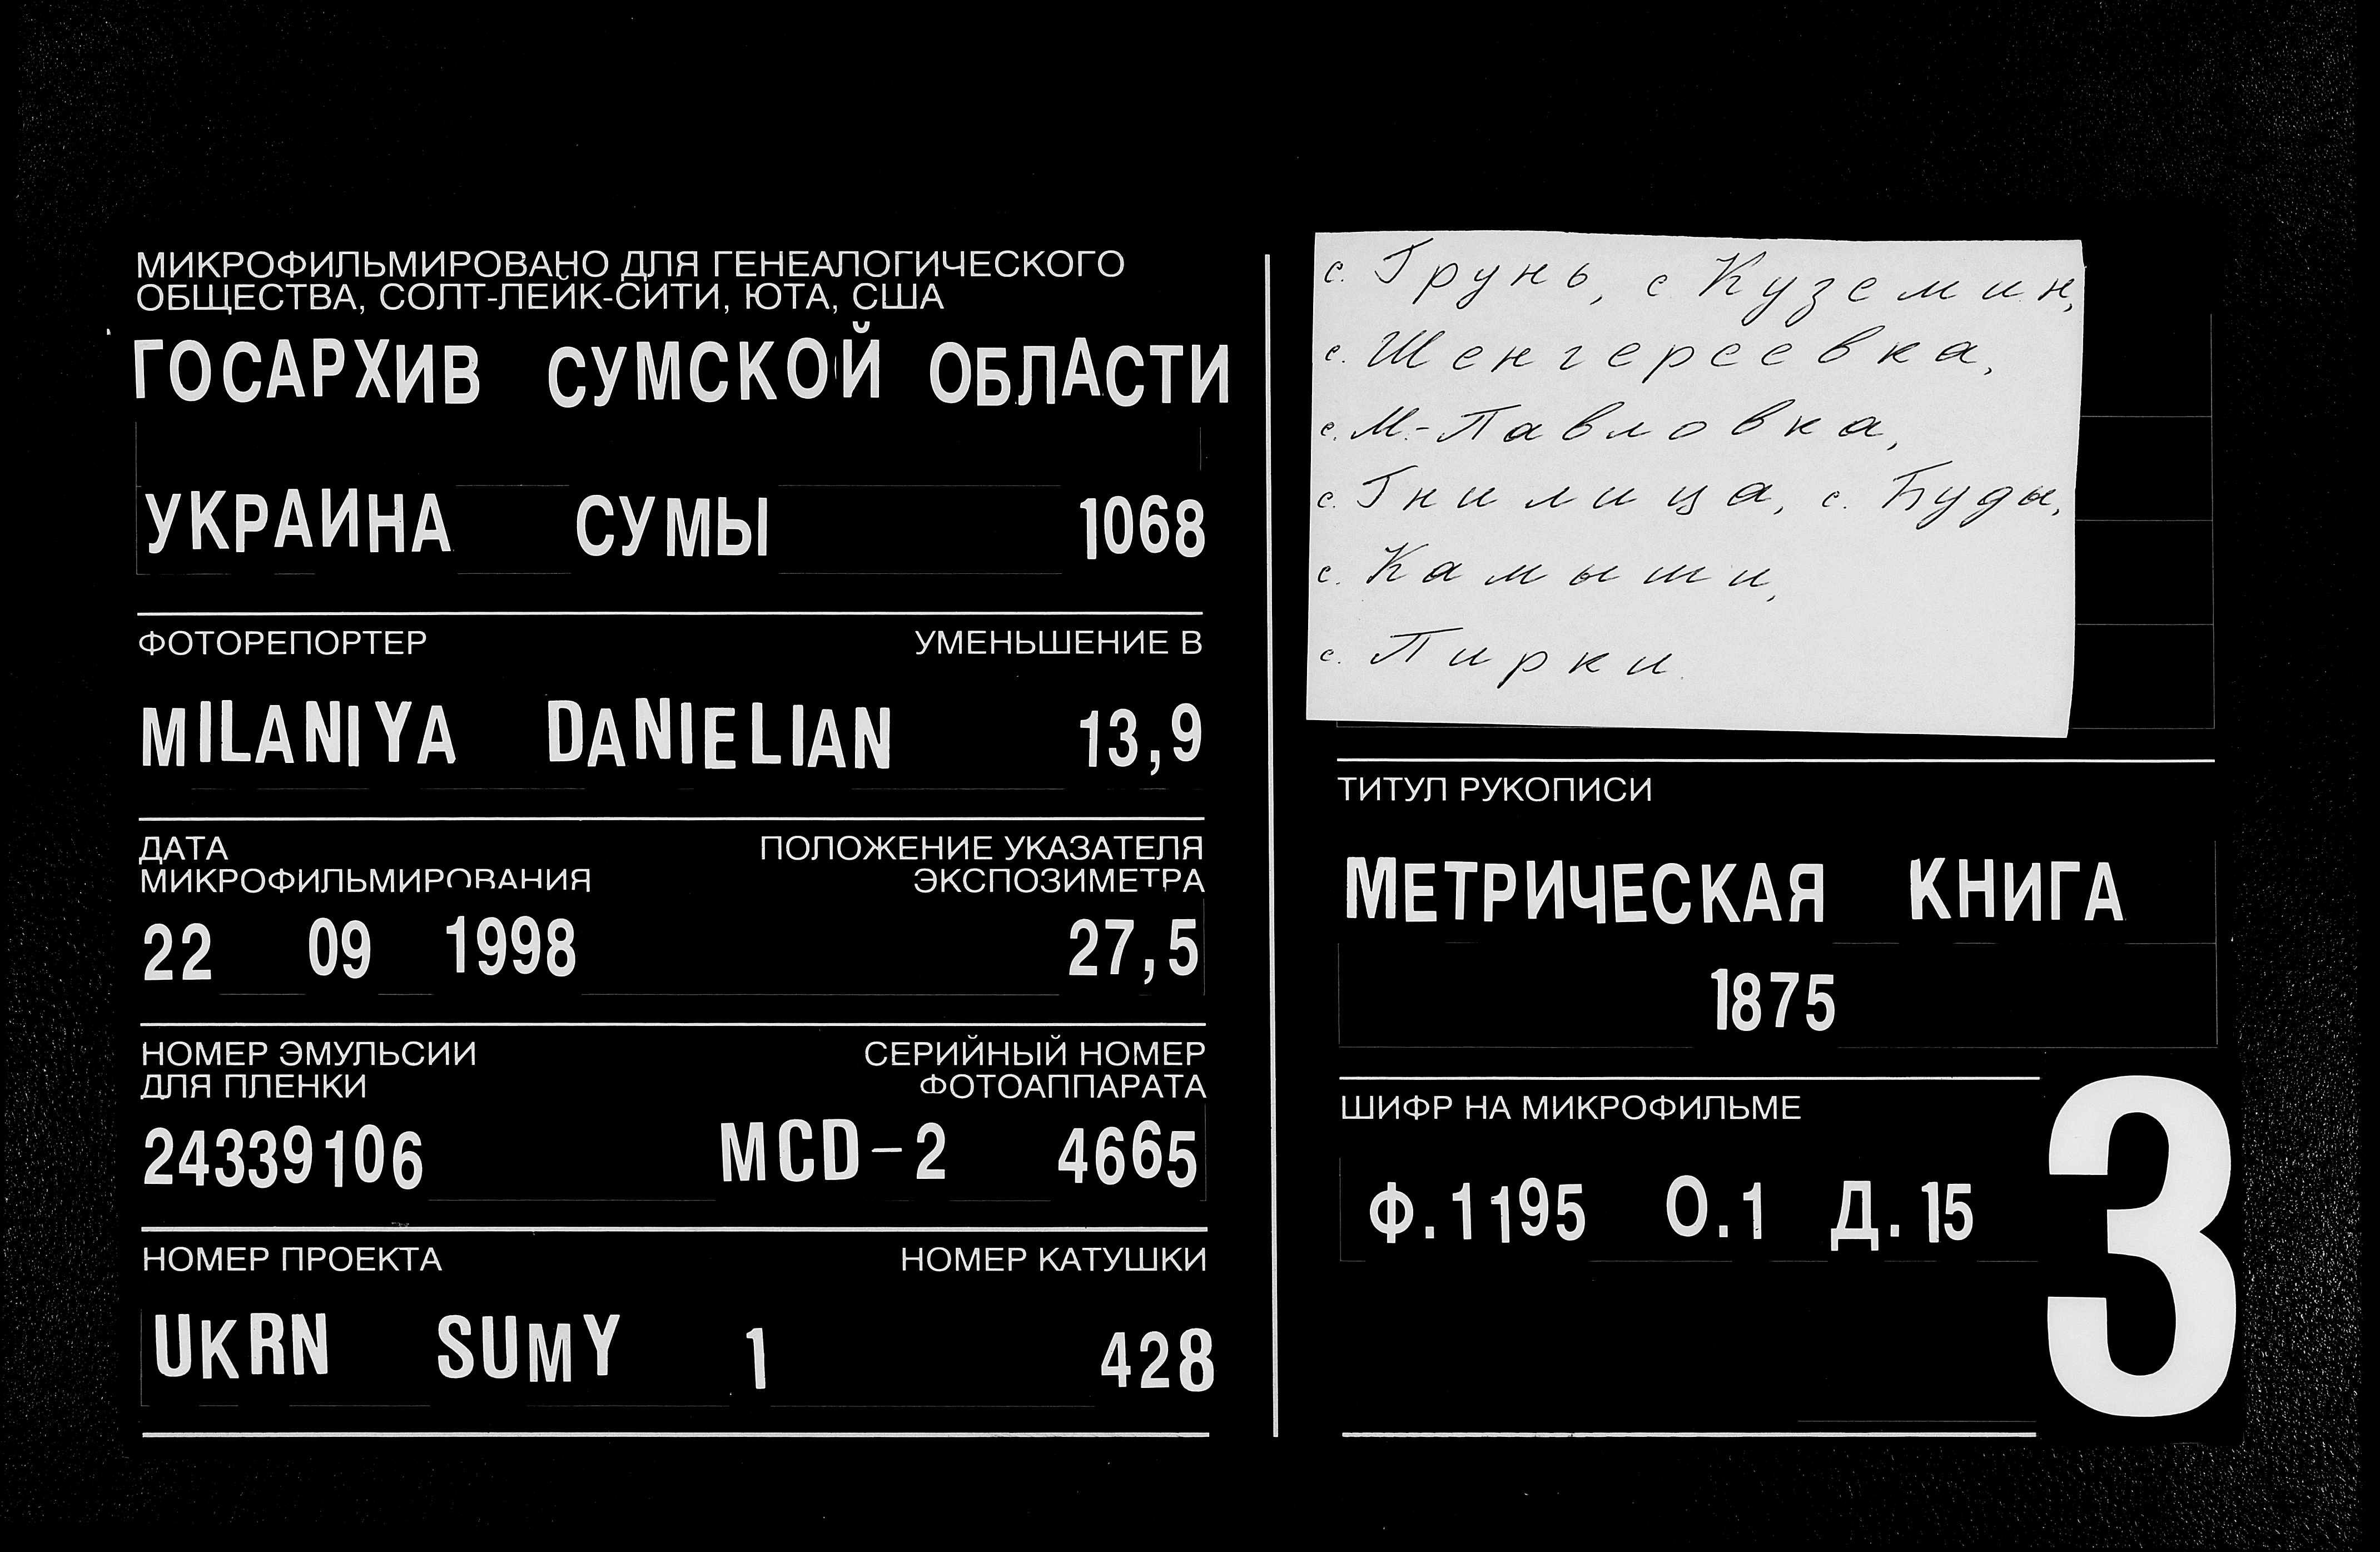 МИКРОФИЛЬМИРОВАНО ДЛЯ ГЕНЕАЛОГИЧЕСКОГО
ОБЩЕСТВА, СОЛТ-ЛЕЙК-СИТИ, ЮТА, США
ГОСАРХИВ СУМСКОЙ ОБЛАСТИ
УКРАИНА СУМЫ 1068
ФОТОРЕПОРТЕР УМЕНЬШЕНИЕ В
MILANIYA DANIELIAN 13,9
ДАТА ПОЛОЖЕНИЕ УКАЗАТЕЛЯ
МИКРОФИЛЬМИРОВАНИЯ ЭКСПОЗИМЕТРА
22 09 1998 27,5
НОМЕР ЭМУЛЬСИИ СЕРИЙНЫЙ НОМЕР
ДЛЯ ПЛЕНКИ ФОТОАППАРАТА
24339106 MCD-2 4665
НОМЕР ПРОЕКТА НОМЕР КАТУШКИ
UKRN SUMY 1 428
с. Грунь, с Куземин,
с. Шенгереевка,
с. М.-Павловка,
с. Гнилица, с. Буды,
с. Камыши,
с. Пирки.
ТИТУЛ РУКОПИСИ
МЕТРИЧЕСКАЯ КНИГА
1875
ШИФР НА МИКРОФИЛЬМЕ
Ф.1195 О.1 Д.15
3